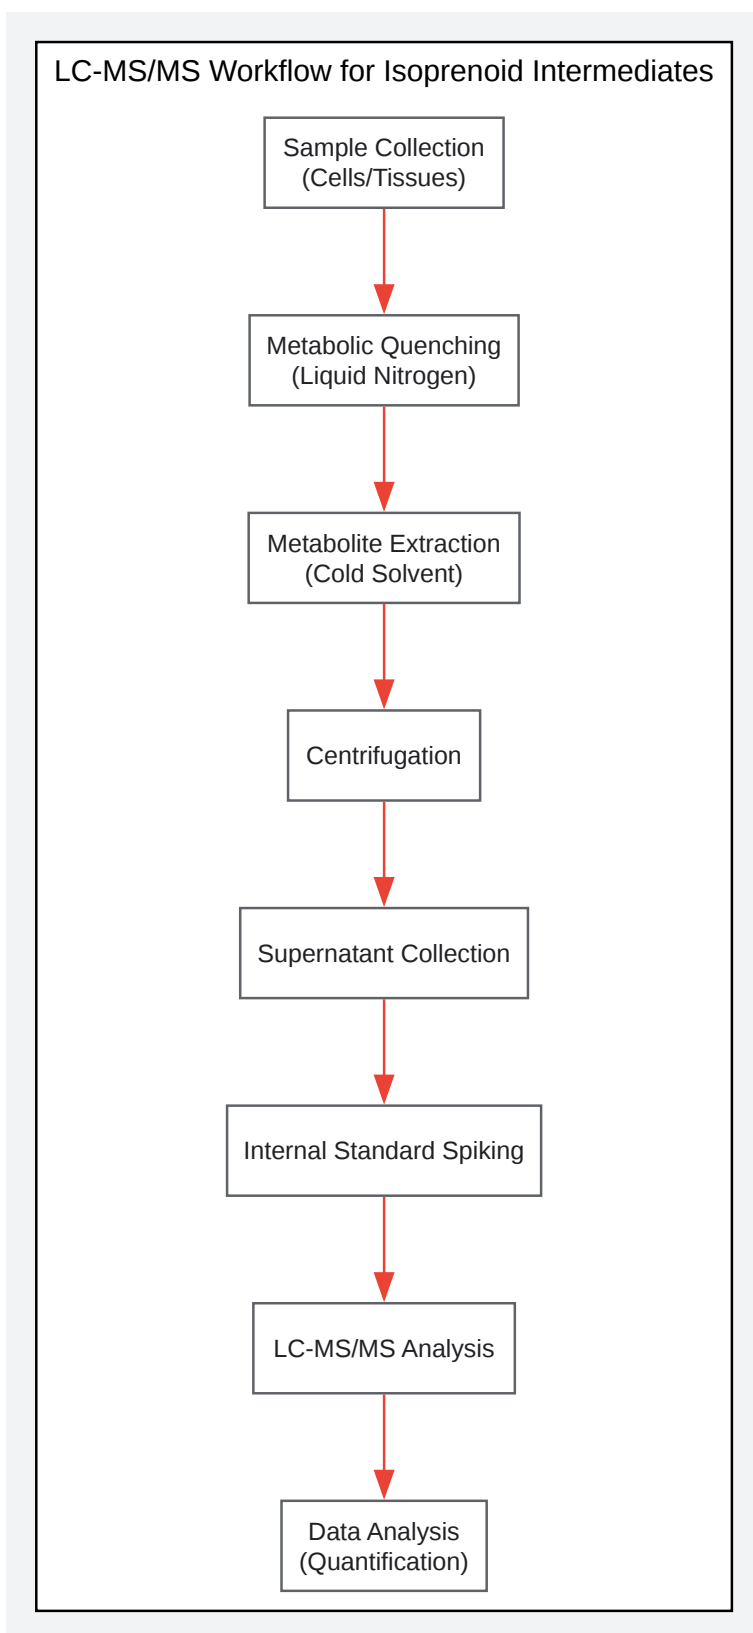 LC-MS/MS Workflow for Isoprenoid Intermediates
Sample Collection
(Cells/Tissues)
Metabolic Quenching
(Liquid Nitrogen)
Metabolite Extraction
(Cold Solvent)
Centrifugation
Supernatant Collection
Internal Standard Spiking
LC-MS/MS Analysis
Data Analysis
(Quantification)